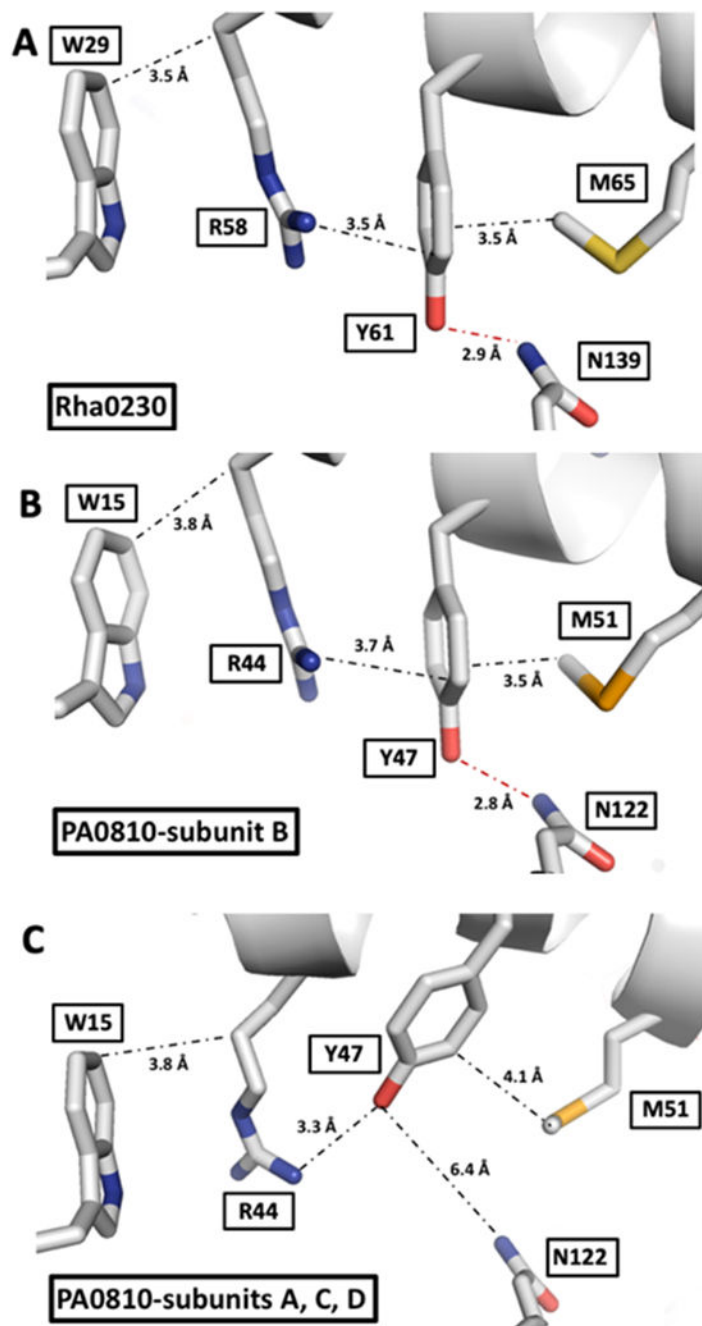 A
W29
3.5 Å
R58
3.5 Å
3.5 Å
M65
Y61
2.9 Å
N139
Rha0230
B
W15
3.8 Å
R44
3.7 Å
3.5 Å
M51
Y47
2.8 Å
N122
PA0810-subunit B
C
W15
3.8 Å
Y47
4.1 Å
M51
3.3 Å
R44
6.4 Å
N122
PA0810-subunits A, C, D